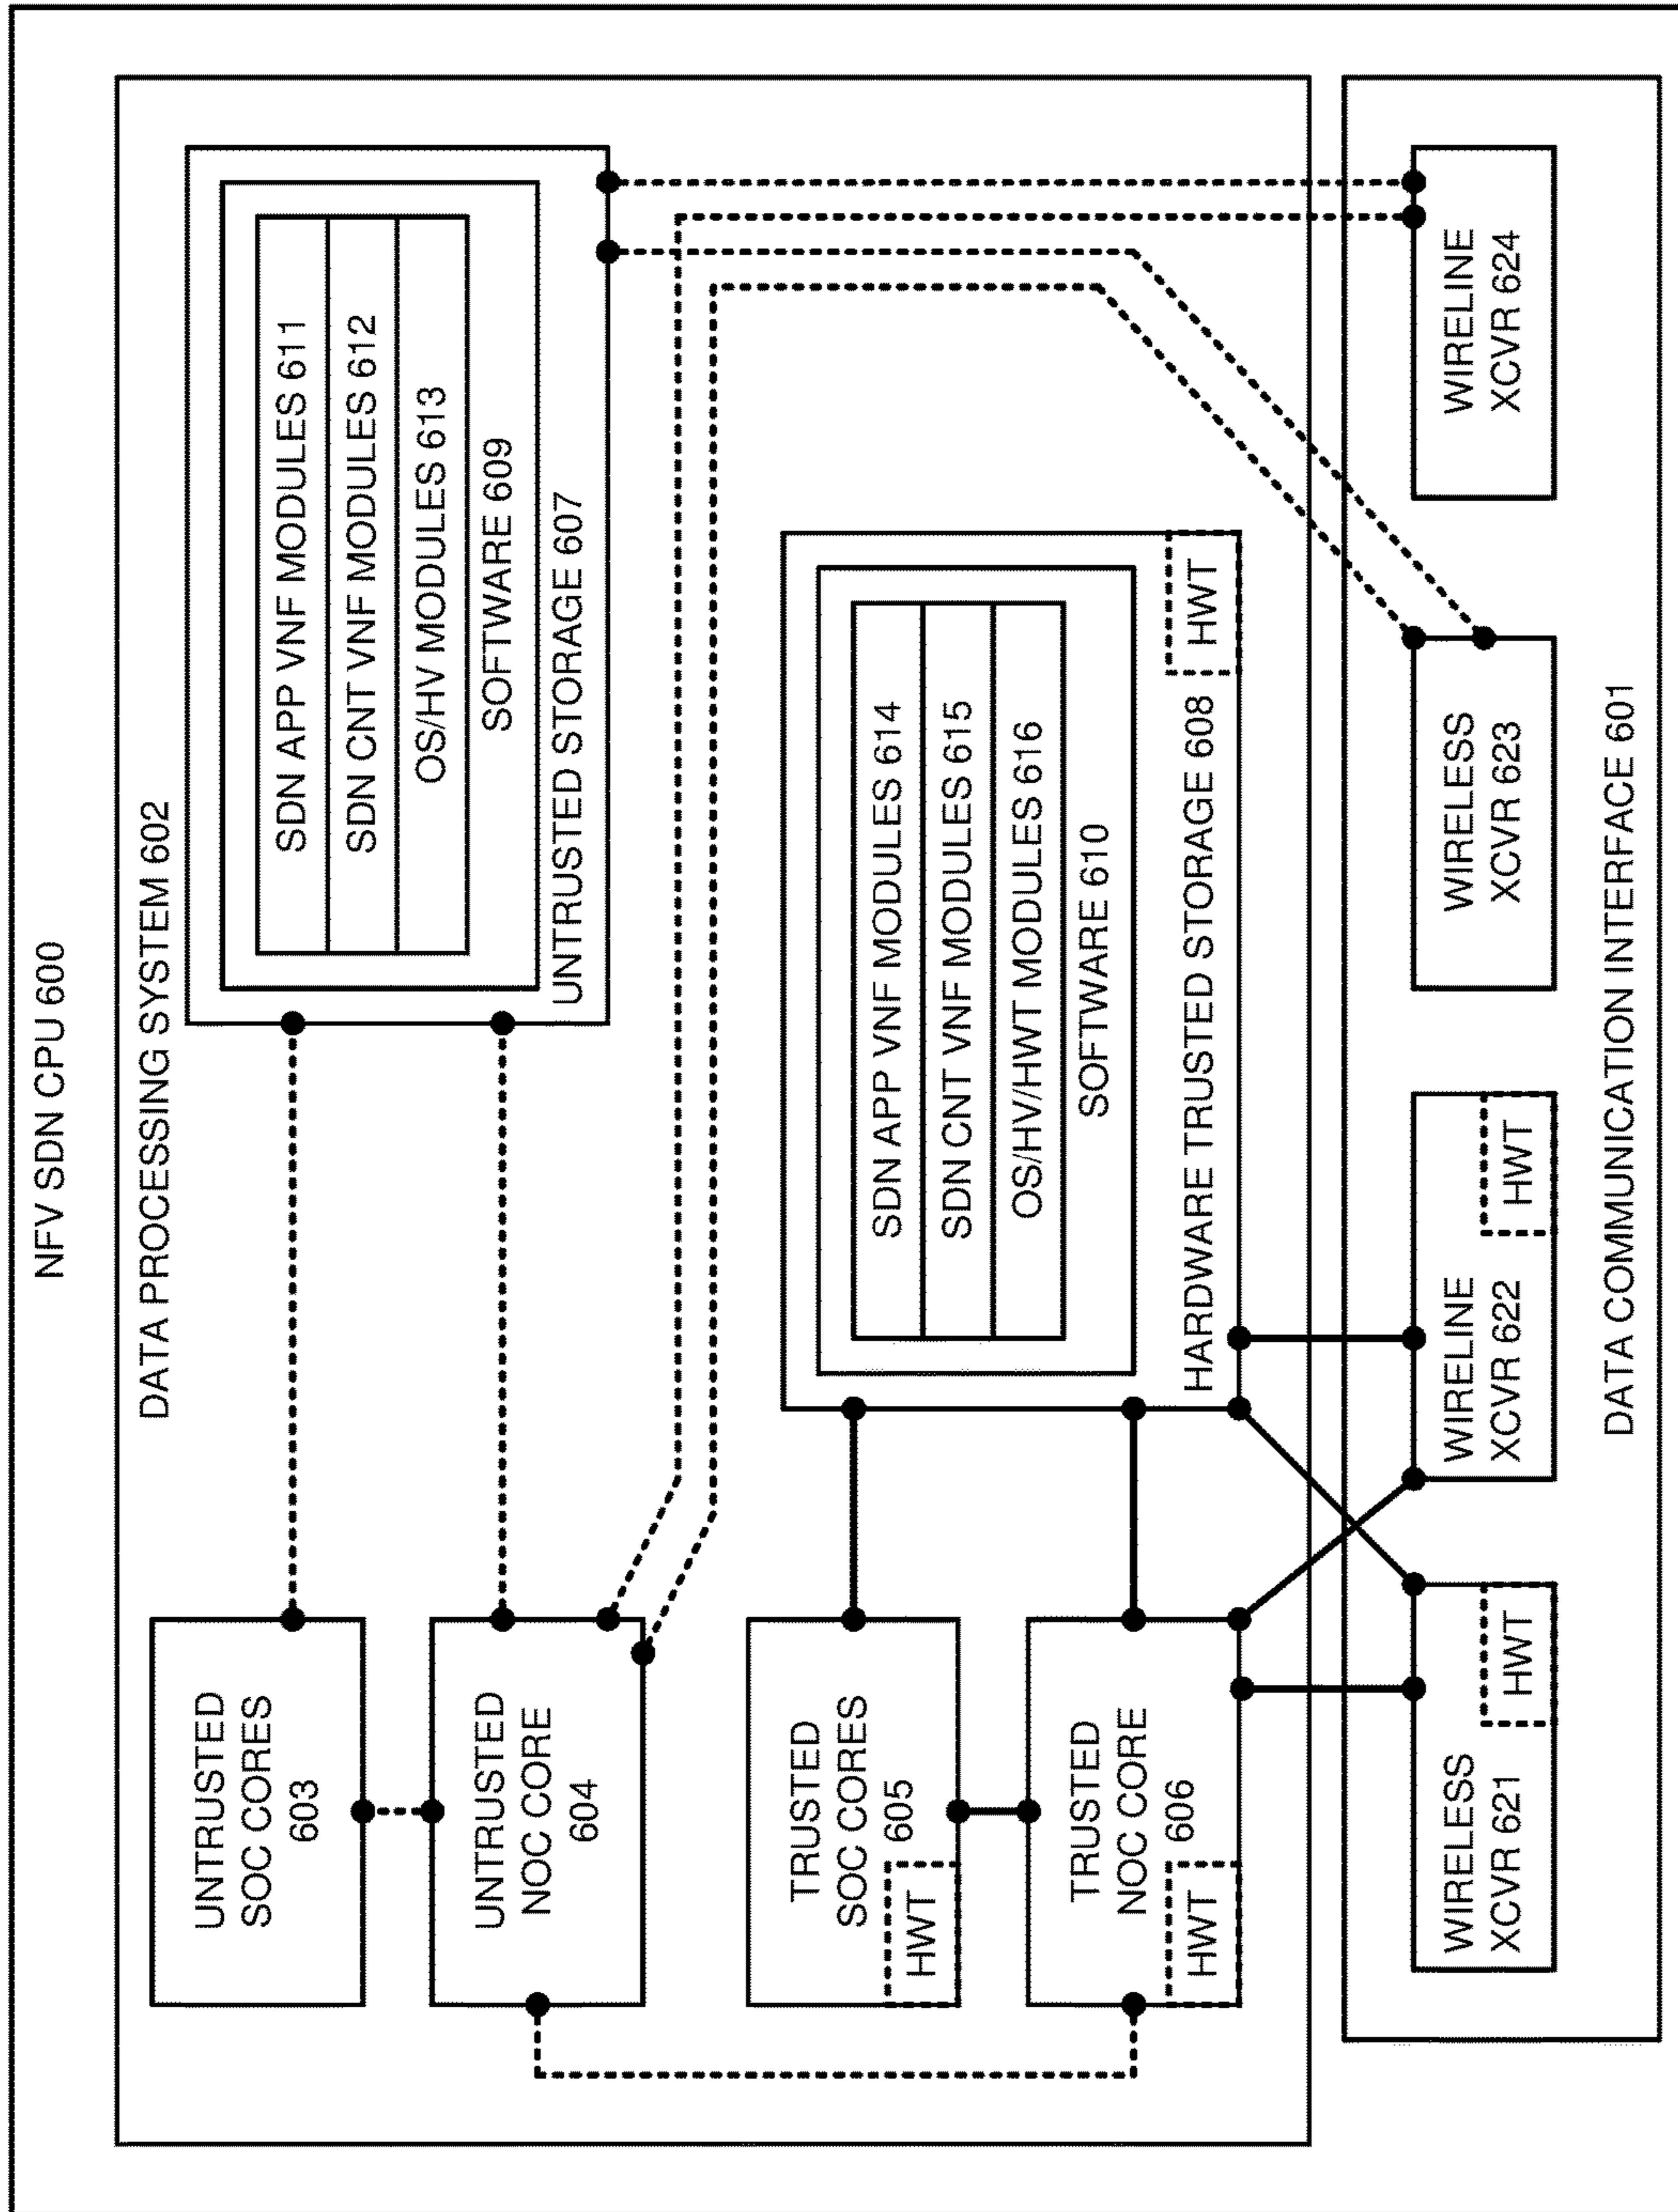 NFV SDN CPU 600
DATA PROCESSING SYSTEM 602
UNTRUSTED
SOC CORES
603
UNTRUSTED
NOC CORE
604
SDN APP VNF MODULES 611
SDN CNT VNF MODULES 612
OS/HV MODULES 613
SOFTWARE 609
UNTRUSTED STORAGE 607
TRUSTED
SOC CORES
605
HWT
TRUSTED
NOC CORE
606
HWT
SDN APP VNF MODULES 614
SDN CNT VNF MODULES 615
OS/HV/HWT MODULES 616
SOFTWARE 610
HARDWARE TRUSTED STORAGE 608
HWT
WIRELESS
XCVR 621
HWT
WIRELINE
XCVR 622
HWT
WIRELESS
XCVR 623
WIRELINE
XCVR 624
DATA COMMUNICATION INTERFACE 601